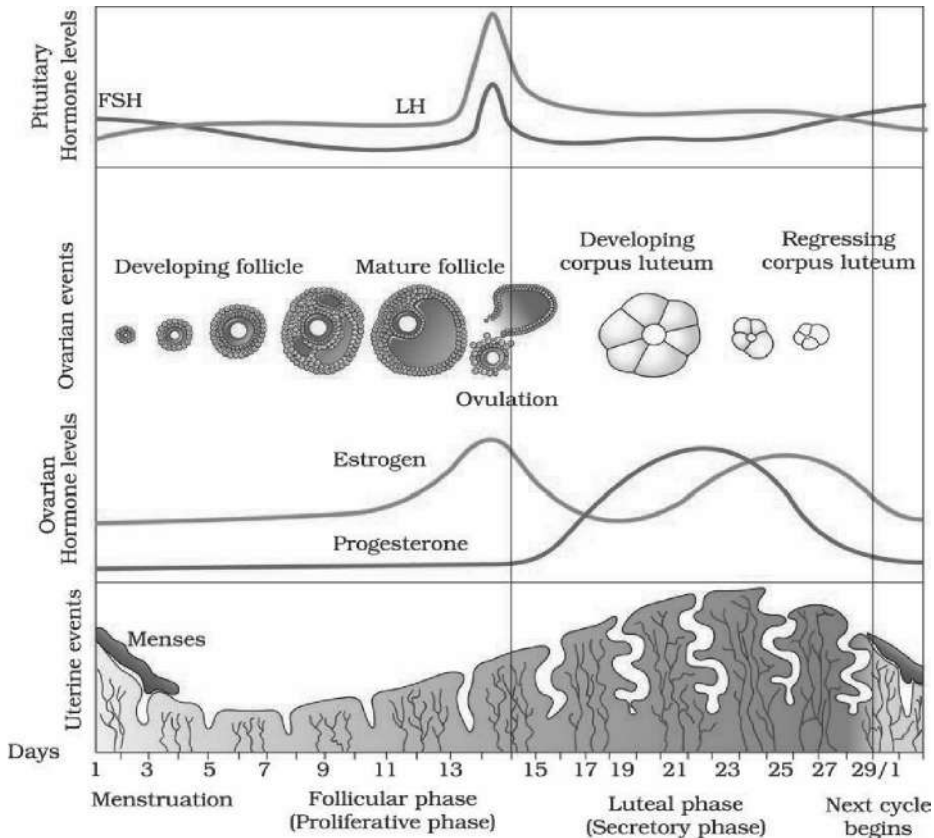 Pituitary
Hormone levels
FSH
LH
Ovarian events
Developing follicle
Mature follicle
Developing
corpus luteum
Regressing
corpus luteum
Ovulation
Ovarian
Hormone levels
Estrogen
Progesterone
Uterine events
Menses
Days
1 3 5 7 9 11 13 15 17 19 21 23 25 27 29/1
Menstruation
Follicular phase
(Proliferative phase)
Luteal phase
(Secretory phase)
Next cycle
begins